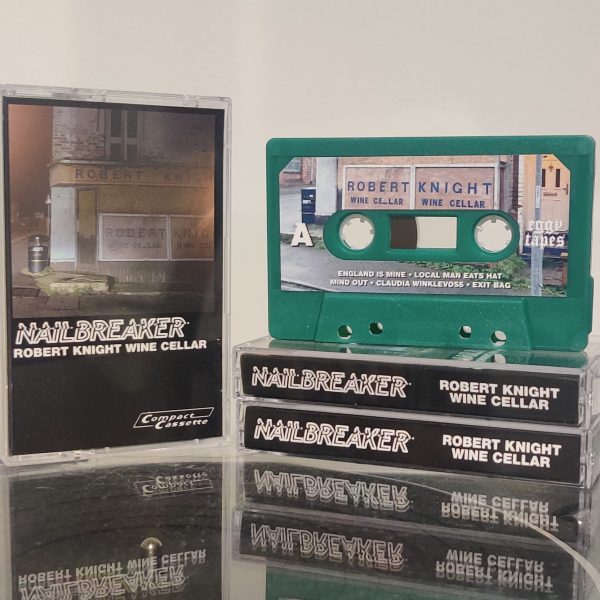 ROBERT KNIGHT
ROBERT KNIGHT
WINE CELLAR
NAILBREAKER
ROBERT KNIGHT WINE CELLAR
Compact
Cassette
ROBERT KNIGHT
WINE CELLAR WINE CELLAR
A
eggy
tapes
ENGLAND IS MINE • LOCAL MAN EATS HAT
MIND OUT • CLAUDIA WINKLEVOSS • EXIT BAG
NAILBREAKER
ROBERT KNIGHT
WINE CELLAR
NAILBREAKER
ROBERT KNIGHT
WINE CELLAR